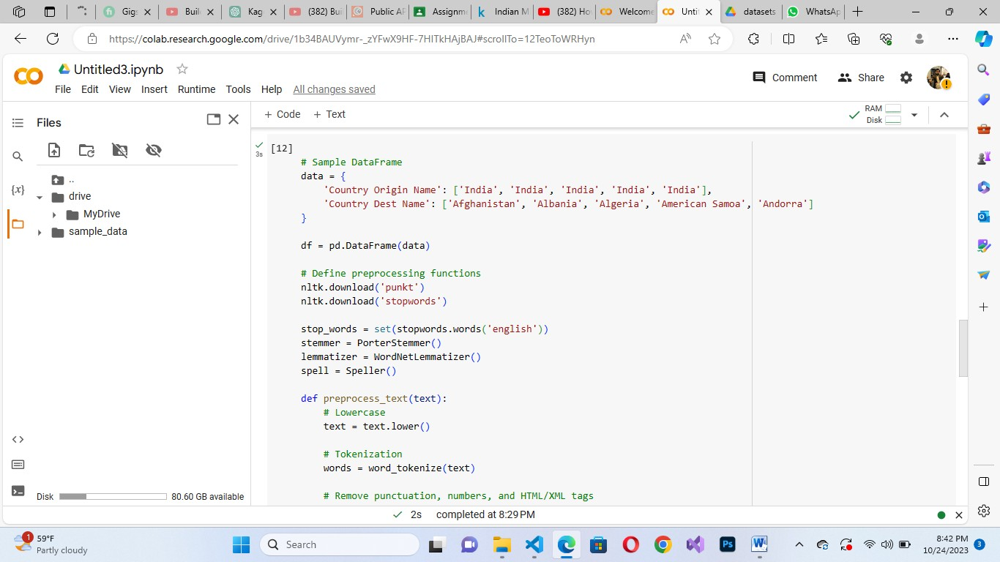 Gigs
Buil
Kag
(382) Bui
Public AP
Assignme
Indian M
(382) Ho
Welcome
Untit
datasets
WhatsAp
https://colab.research.google.com/drive/1b34BAUVymr-_zYFwX9HF-7HITkHAjBAJ#scrollTo=12TeoToWRHyn
Untitled3.ipynb
Comment
Share
File Edit View Insert Runtime Tools Help All changes saved
Files
+ Code + Text
RAM
Disk
..
drive
MyDrive
sample_data
{x}
3s
[12]
# Sample DataFrame
data = {
'Country Origin Name': ['India', 'India', 'India', 'India', 'India'],
'Country Dest Name': ['Afghanistan', 'Albania', 'Algeria', 'American Samoa', 'Andorra']
}
df = pd.DataFrame(data)
# Define preprocessing functions
nltk.download('punkt')
nltk.download('stopwords')
stop_words = set(stopwords.words('english'))
stemmer = PorterStemmer()
lemmatizer = WordNetLemmatizer()
spell = Speller()
def preprocess_text(text):
# Lowercase
text = text.lower()
# Tokenization
words = word_tokenize(text)
# Remove punctuation, numbers, and HTML/XML tags
Disk 80.60 GB available
2s completed at 8:29 PM
1
59°F
Partly cloudy
Search
Ps
8:42 PM
10/24/2023
3